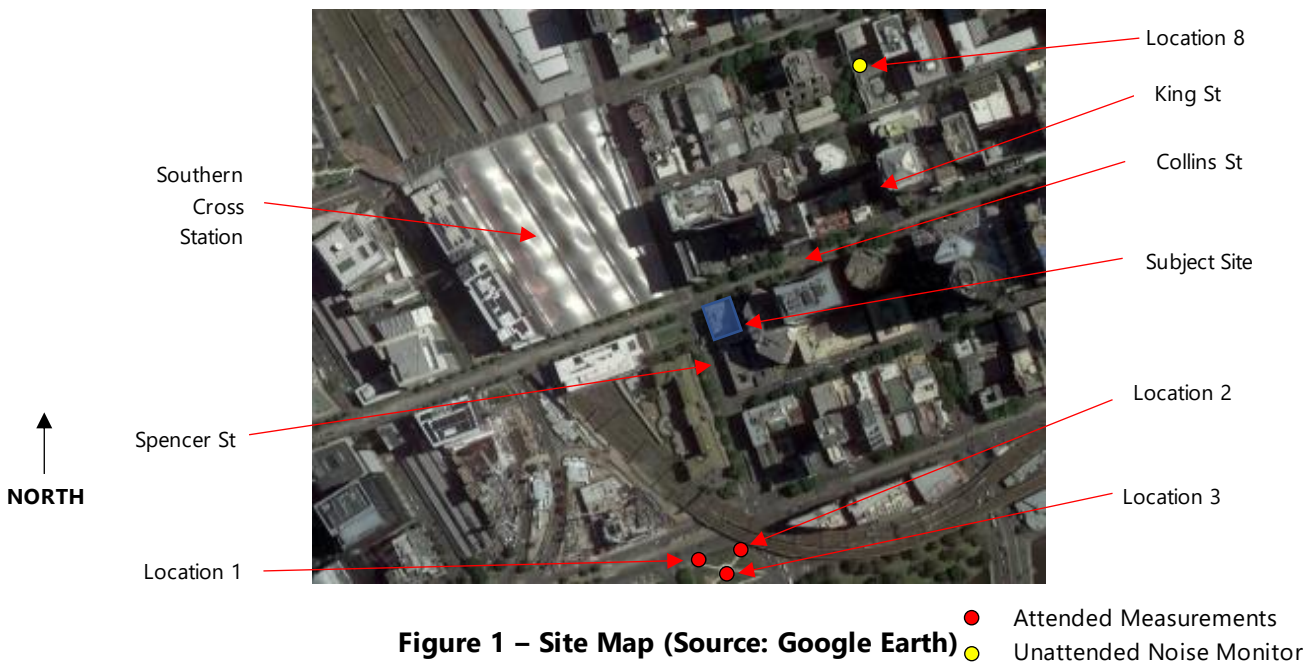 Location 8
King St
Collins St
Southern
Cross
Station
Subject Site
Location 2
Spencer St
NORTH
Location 3
Location 1
Figure 1 – Site Map (Source: Google Earth)
Attended Measurements
Unattended Noise Monitor